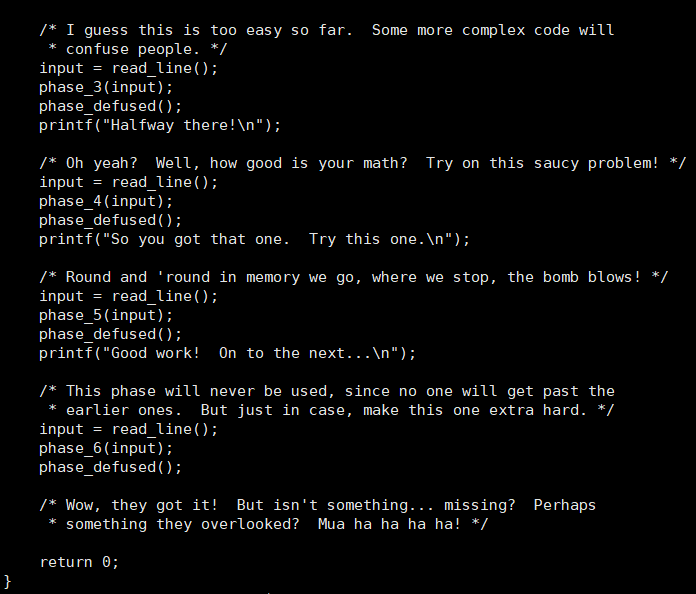 /* I guess this is too easy so far.  Some more complex code will
 * confuse people. */
input = read_line();
phase_3(input);
phase_defused();
printf("Halfway there!\n");
/* Oh yeah?  Well, how good is your math?  Try on this saucy problem! */
input = read_line();
phase_4(input);
phase_defused();
printf("So you got that one.  Try this one.\n");
/* Round and 'round in memory we go, where we stop, the bomb blows! */
input = read_line();
phase_5(input);
phase_defused();
printf("Good work!  On to the next...\n");
/* This phase will never be used, since no one will get past the
 * earlier ones.  But just in case, make this one extra hard. */
input = read_line();
phase_6(input);
phase_defused();
/* Wow, they got it!  But isn't something... missing?  Perhaps
 * something they overlooked?  Mua ha ha ha ha! */
return 0;
}